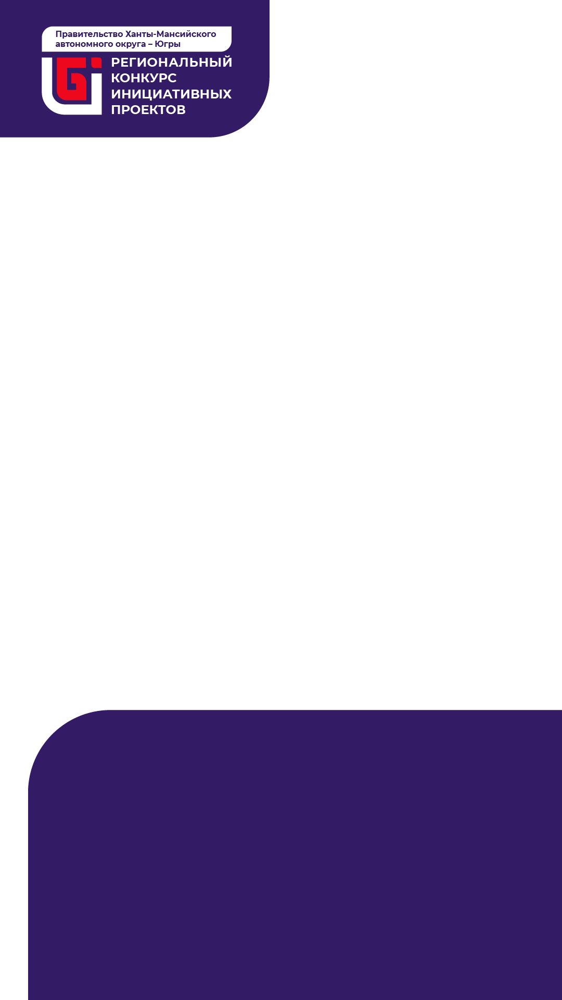 Правительство Ханты-Мансийского
автономного округа – Югры
РЕГИОНАЛЬНЫЙ
КОНКУРС
ИНИЦИАТИВНЫХ
ПРОЕКТОВ